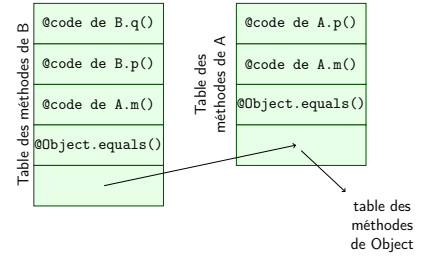 Table des méthodes de B
@code de B.q()
@code de B.p()
@code de A.m()
@Object.equals()
Table des
méthodes de A
@code de A.p()
@code de A.m()
@Object.equals()
table des
méthodes
de Object